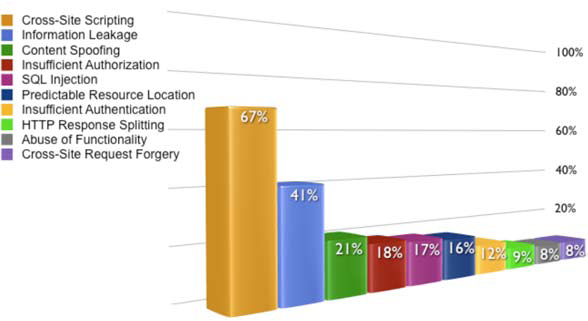 Cross-Site Scripting
Information Leakage
Content Spoofing
Insufficient Authorization
SQL Injection
Predictable Resource Location
Insufficient Authentication
HTTP Response Splitting
Abuse of Functionality
Cross-Site Request Forgery
100%
80%
60%
40%
20%
67%
41%
21%
18%
17%
16%
12%
9%
8%
8%